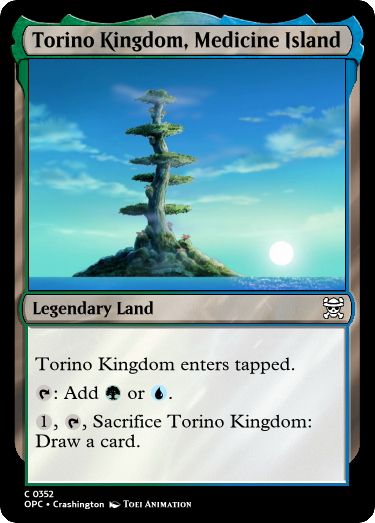 Torino Kingdom, Medicine Island
Legendary Land
Torino Kingdom enters tapped.
: Add or .
1, , Sacrifice Torino Kingdom:
Draw a card.
C 0352
OPC • Crashington TOEI ANIMATION